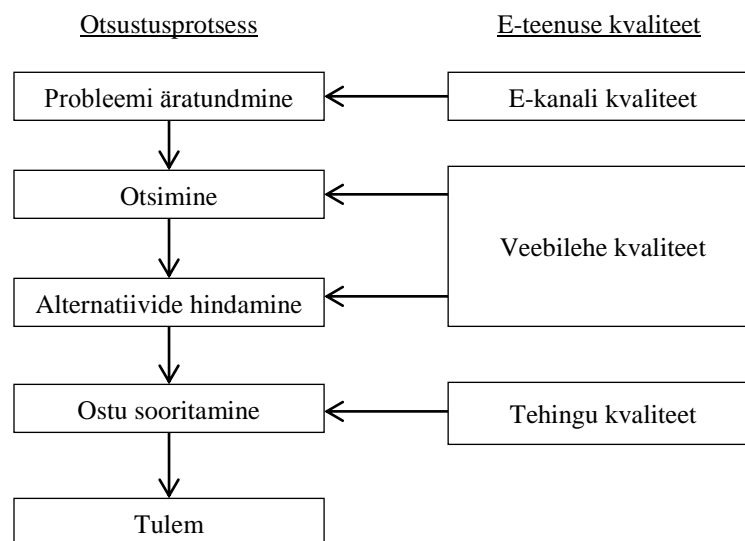 Otsustusprotsess
E-teenuse kvaliteet
Probleemi äratundmine
E-kanali kvaliteet
Otsimine
Veebilehe kvaliteet
Alternatiivide hindamine
Ostu sooritamine
Tehingu kvaliteet
Tulem